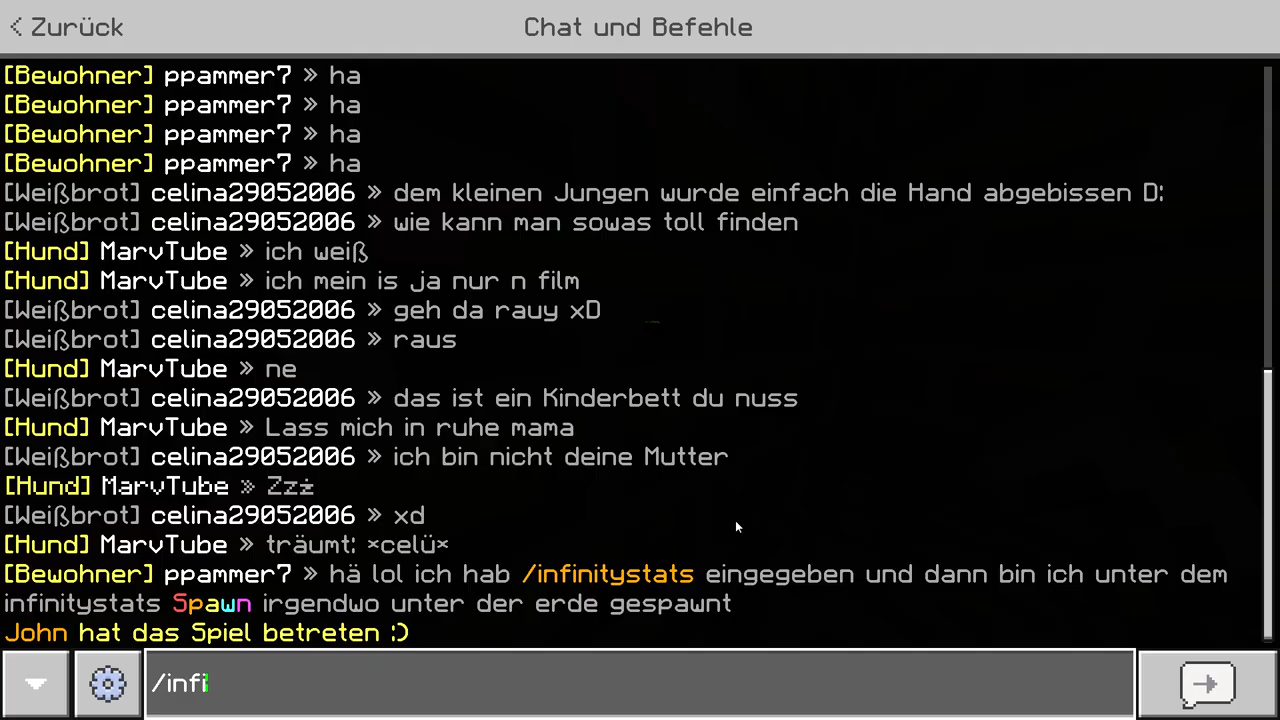 Zurück
Chat und Befehle
[Bewohner] ppammer7 » ha
[Bewohner] ppammer7 » ha
[Bewohner] ppammer7 » ha
[Bewohner] ppammer7 » ha
[Weißbrot] celina29052006 » dem kleinen Jungen wurde einfach die Hand abgebissen D:
[Weißbrot] celina29052006 » wie kann man sowas toll finden
[Hund] MarvTube » ich weiß
[Hund] MarvTube » ich mein is ja nur n film
[Weißbrot] celina29052006 » geh da rauy xD
[Weißbrot] celina29052006 » raus
[Hund] MarvTube » ne
[Weißbrot] celina29052006 » das ist ein Kinderbett du nuss
[Hund] MarvTube » Lass mich in ruhe mama
[Weißbrot] celina29052006 » ich bin nicht deine Mutter
[Hund] MarvTube » Zzz
[Weißbrot] celina29052006 » xd
[Hund] MarvTube » träumt: *celü*
[Bewohner] ppammer7 » hä lol ich hab /infinitystats eingegeben und dann bin ich unter dem
infinitystats Spawn irgendwo unter der erde gespawnt
John hat das Spiel betreten :)
/infi